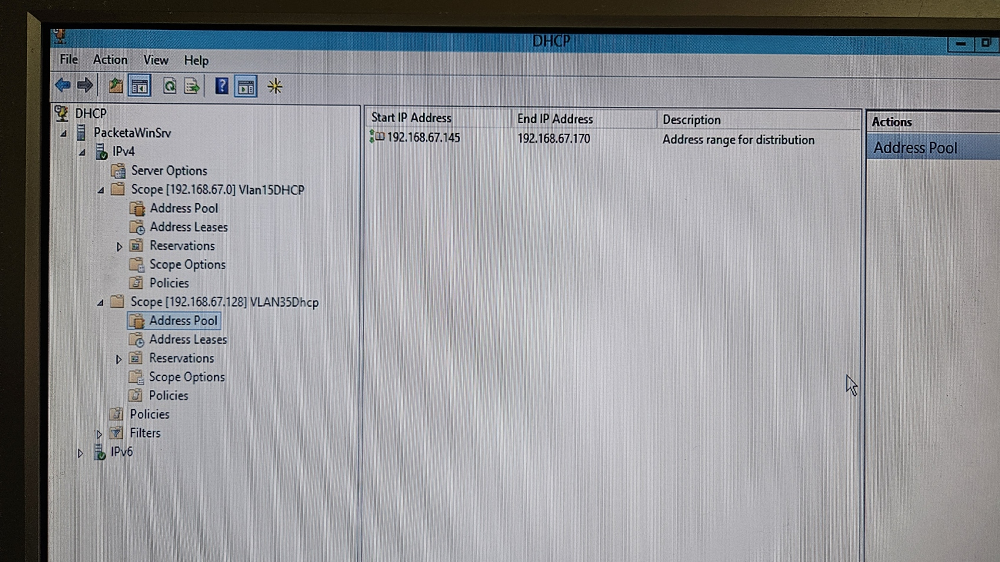 DHCP
File Action View Help
DHCP
PacketaWinSrv
IPv4
Server Options
Scope [192.168.67.0] Vlan15DHCP
Address Pool
Address Leases
Reservations
Scope Options
Policies
Scope [192.168.67.128] VLAN35Dhcp
Address Pool
Address Leases
Reservations
Scope Options
Policies
Policies
Filters
IPv6
Start IP Address End IP Address Description
192.168.67.145 192.168.67.170 Address range for distribution
Actions
Address Pool